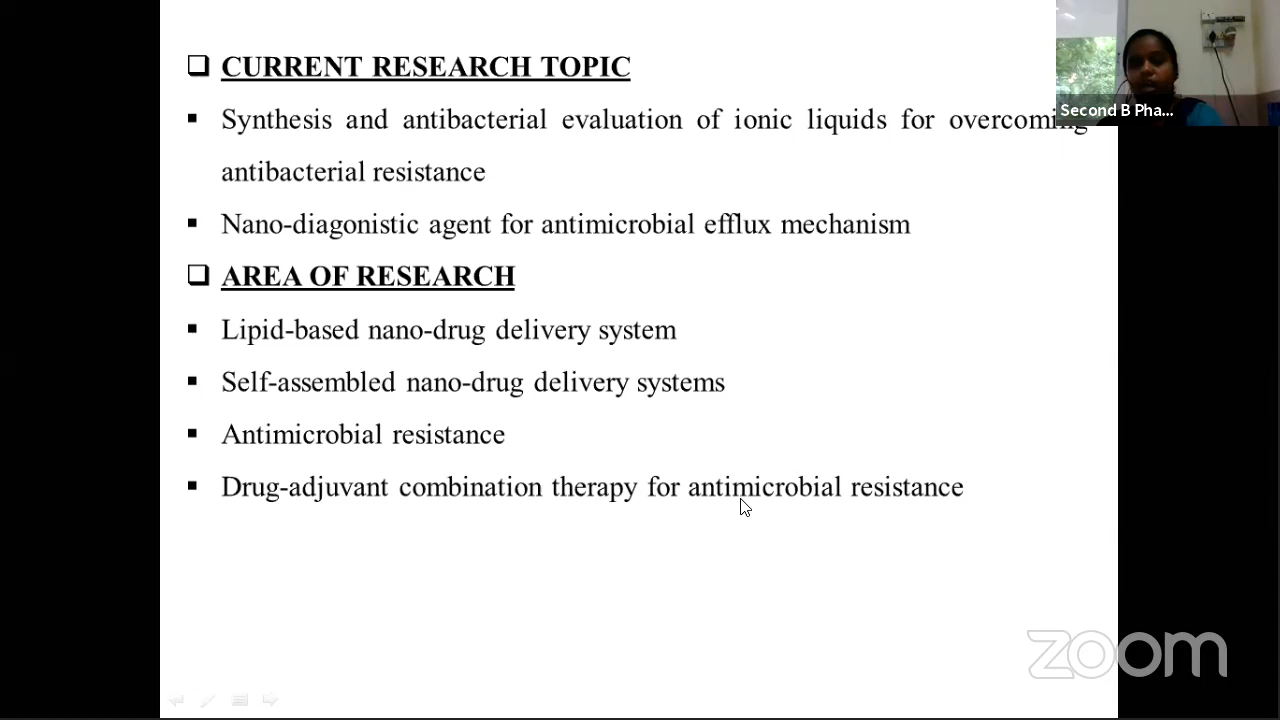 CURRENT RESEARCH TOPIC
Second B Pha...
Synthesis and antibacterial evaluation of ionic liquids for overcoming
antibacterial resistance
Nano-diagonistic agent for antimicrobial efflux mechanism
AREA OF RESEARCH
Lipid-based nano-drug delivery system
Self-assembled nano-drug delivery systems
Antimicrobial resistance
Drug-adjuvant combination therapy for antimicrobial resistance
zoom